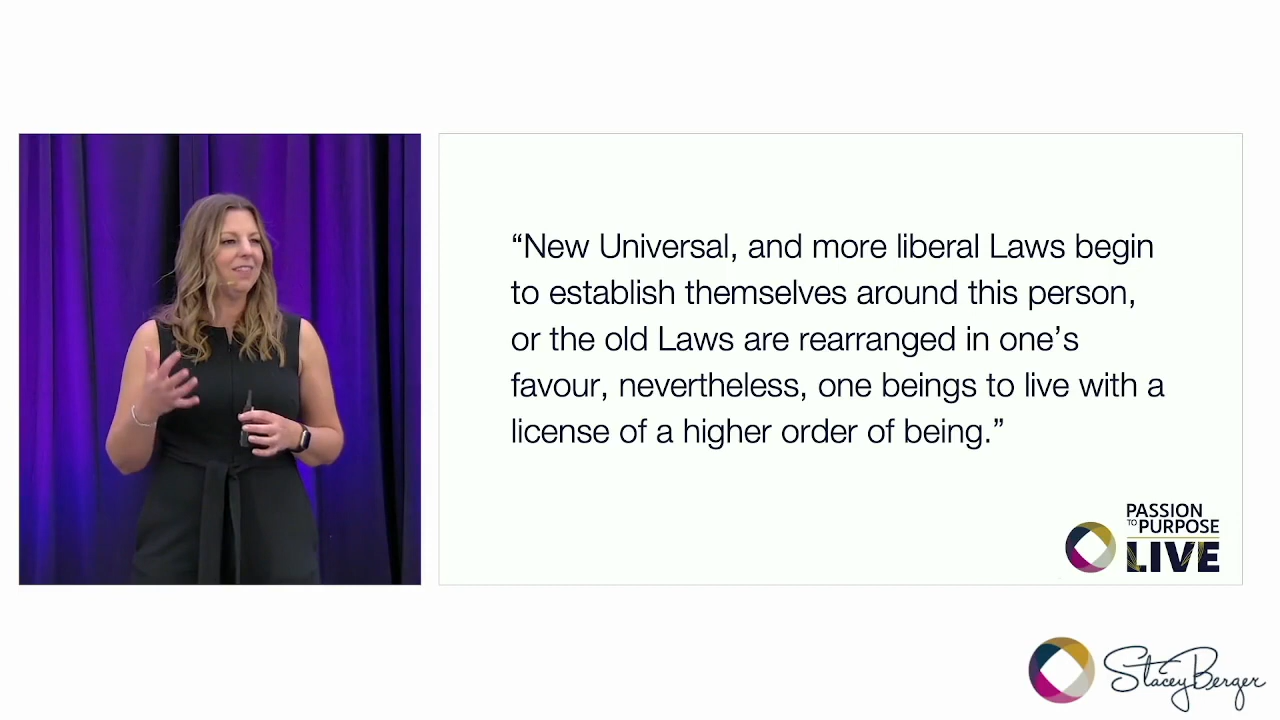 “New Universal, and more liberal Laws begin
to establish themselves around this person,
or the old Laws are rearranged in one’s
favour, nevertheless, one beings to live with a
license of a higher order of being.”
PASSION
TO PURPOSE
LIVE
Stacey Berger